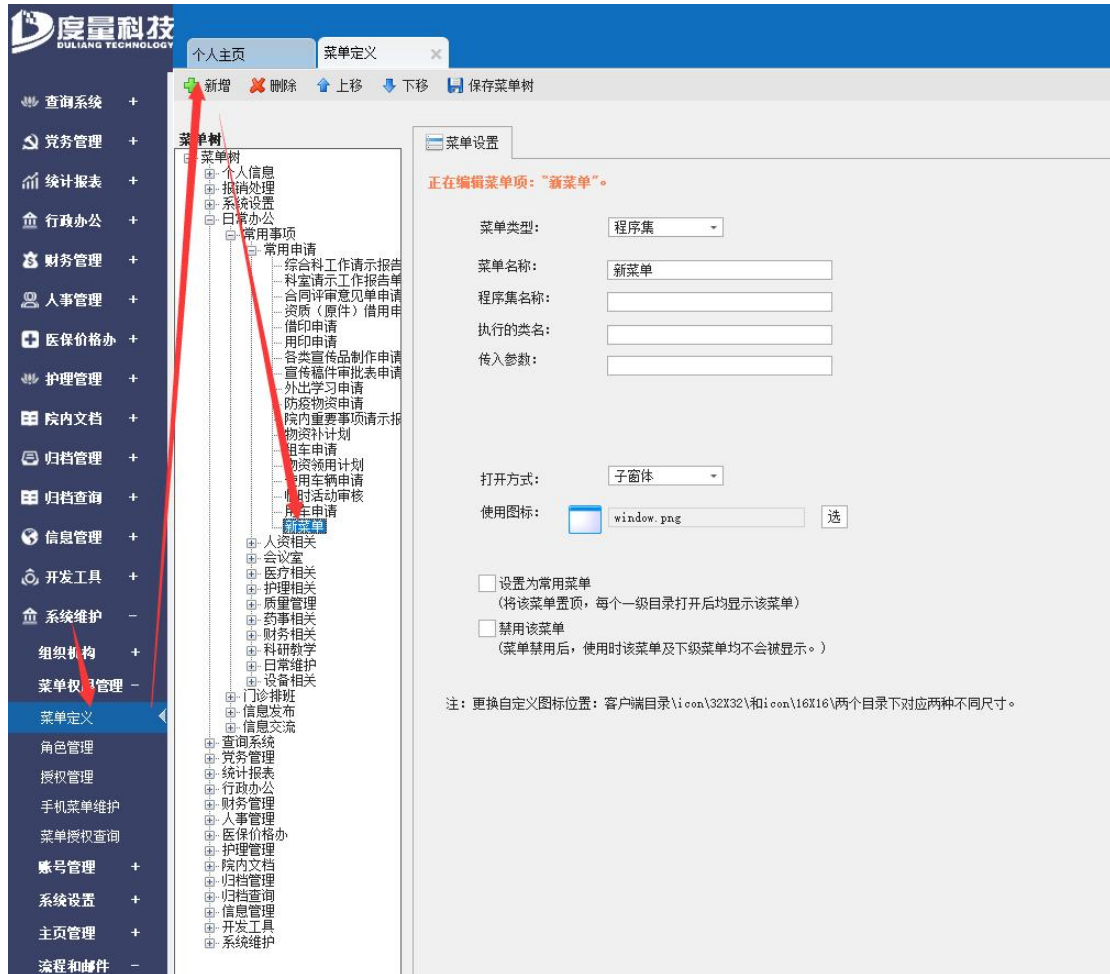 度量科技
DULIANG TECHNOLOGY
个人主页
菜单定义
新增
删除
上移
下移
保存菜单树
查询系统
党务管理
统计报表
行政办公
财务管理
人事管理
医保价格办
护理管理
院内文档
归档管理
归档查询
信息管理
开发工具
系统维护
组织机构
菜单权限管理
菜单定义
角色管理
授权管理
手机菜单维护
菜单授权查询
账号管理
系统设置
主页管理
流程和邮件
菜单树
菜单树
个人信息
报销处理
系统设置
日常办公
常用事项
常用申请
综合科工作请示报告
科室请示工作报告单
合同评审意见单申请
资质（原件）借用申
借印申请
用印申请
各类宣传品制作申请
宣传稿件审批表申请
外出学习申请
防疫物资申请
院内重要事项请示报
物资补计划
租车申请
物资领用计划
使用车辆申请
临时活动审核
用车申请
新菜单
人资相关
会议室
医疗相关
护理相关
质量管理
药事相关
财务相关
科研教学
日常维护
设备相关
门诊排班
信息发布
信息交流
查询系统
党务管理
统计报表
行政办公
财务管理
人事管理
医保价格办
护理管理
院内文档
归档管理
归档查询
信息管理
开发工具
系统维护
菜单设置
正在编辑菜单项："新菜单"。
菜单类型： 程序集
菜单名称： 新菜单
程序集名称：
执行的类名：
传入参数：
打开方式： 子窗体
使用图标： window.png 选
设置为常用菜单
(将该菜单置顶，每个一级目录打开后均显示该菜单)
禁用该菜单
(菜单禁用后，使用时该菜单及下级菜单均不会被显示。)
注：更换自定义图标位置：客户端目录\icon\32X32\和icon\16X16\两个目录下对应两种不同尺寸。